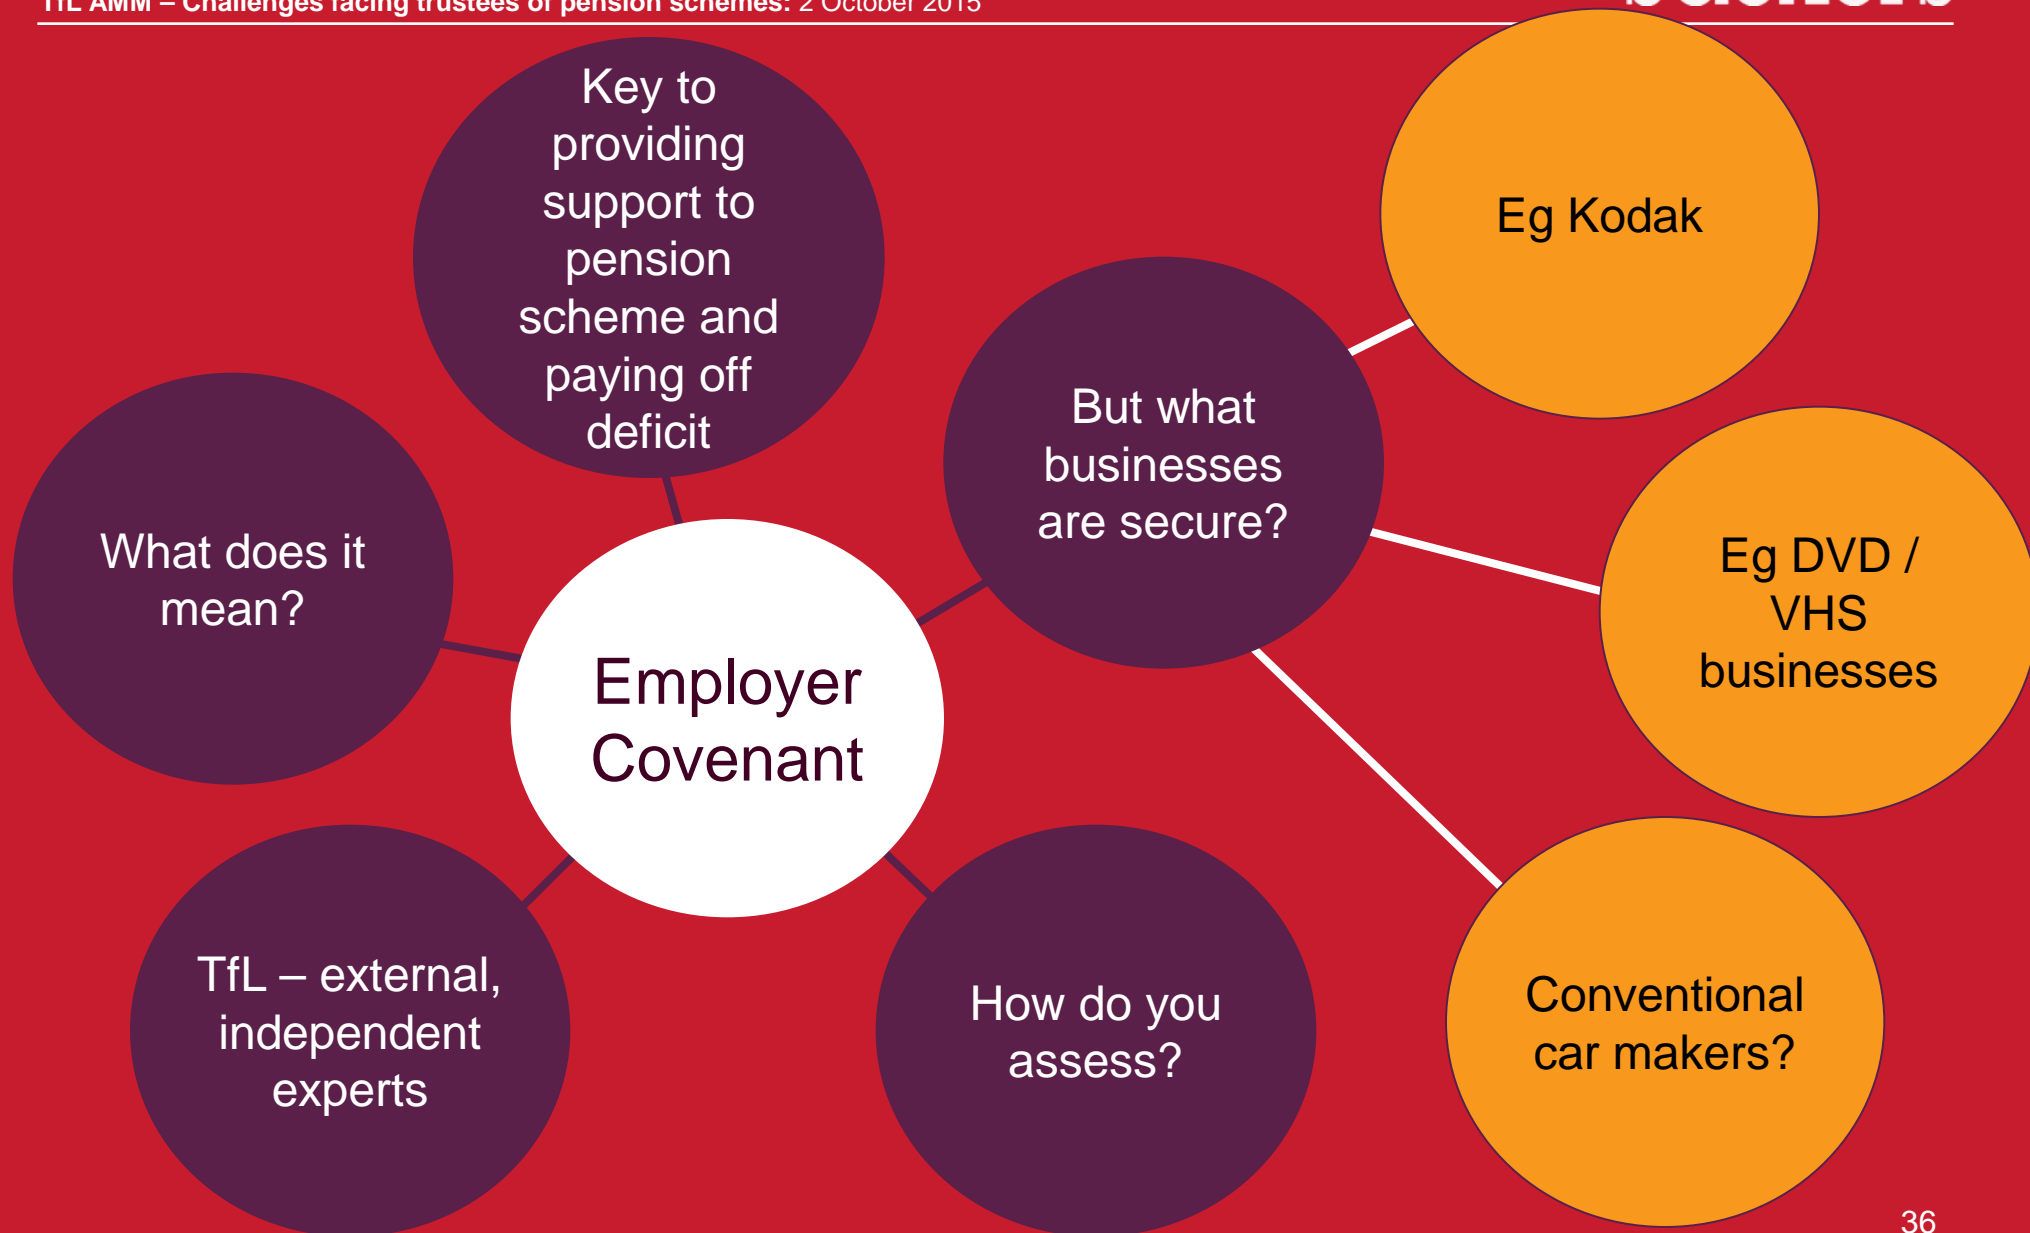 TfL AMM – Challenges facing trustees of pension schemes: 2 October 2015
Key to
providing
support to
pension
scheme and
paying off
deficit
Eg Kodak
But what
businesses
are secure?
What does it
mean?
Eg DVD /
VHS
businesses
Employer
Covenant
TfL – external,
independent
experts
How do you
assess?
Conventional
car makers?
36